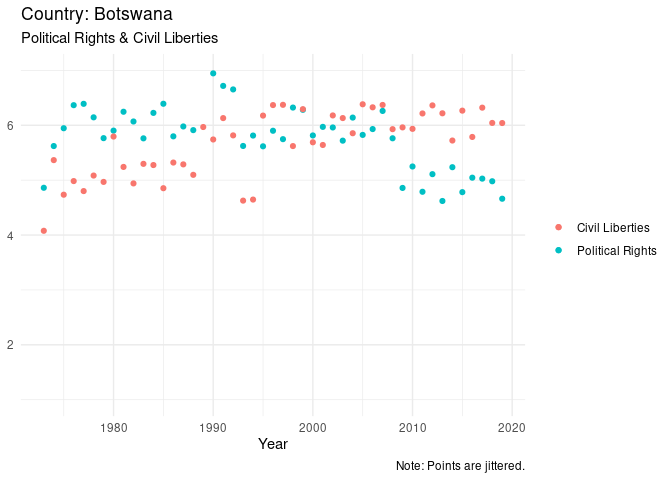 Country: Botswana
Political Rights & Civil Liberties
6
4
2
1980 1990 2000 2010 2020
Year
Civil Liberties
Political Rights
Note: Points are jittered.